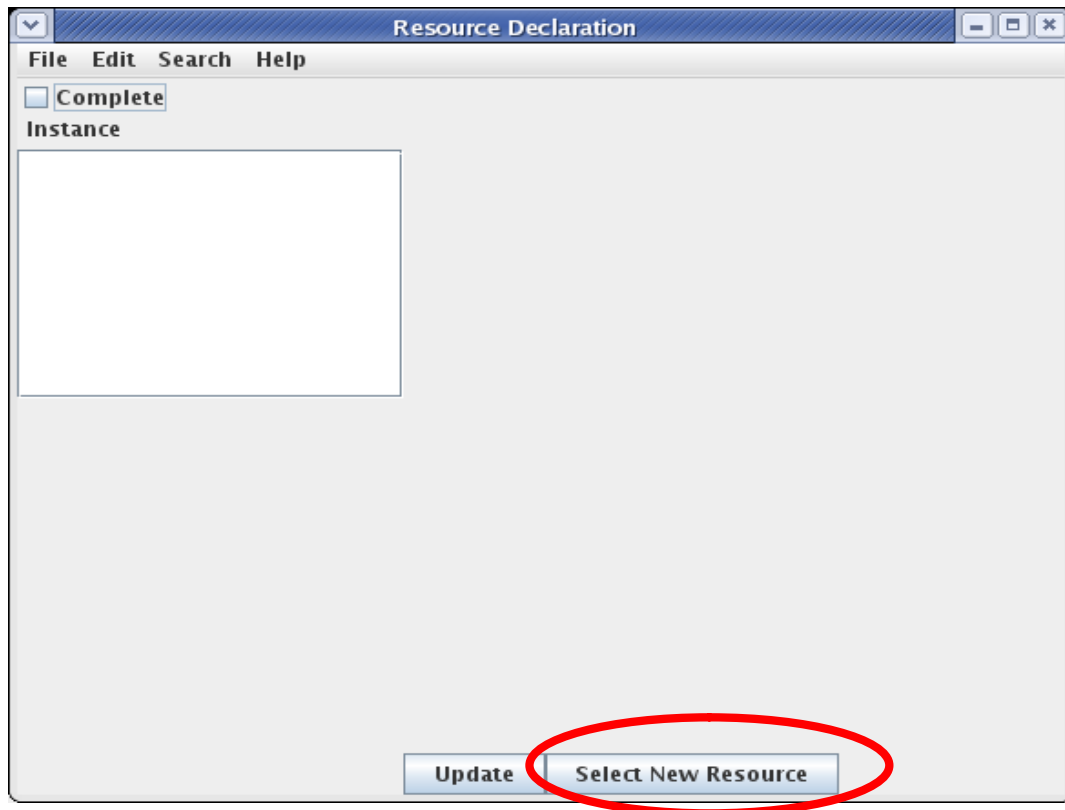 Resource Declaration
File Edit Search Help
Complete
Instance
Update Select New Resource